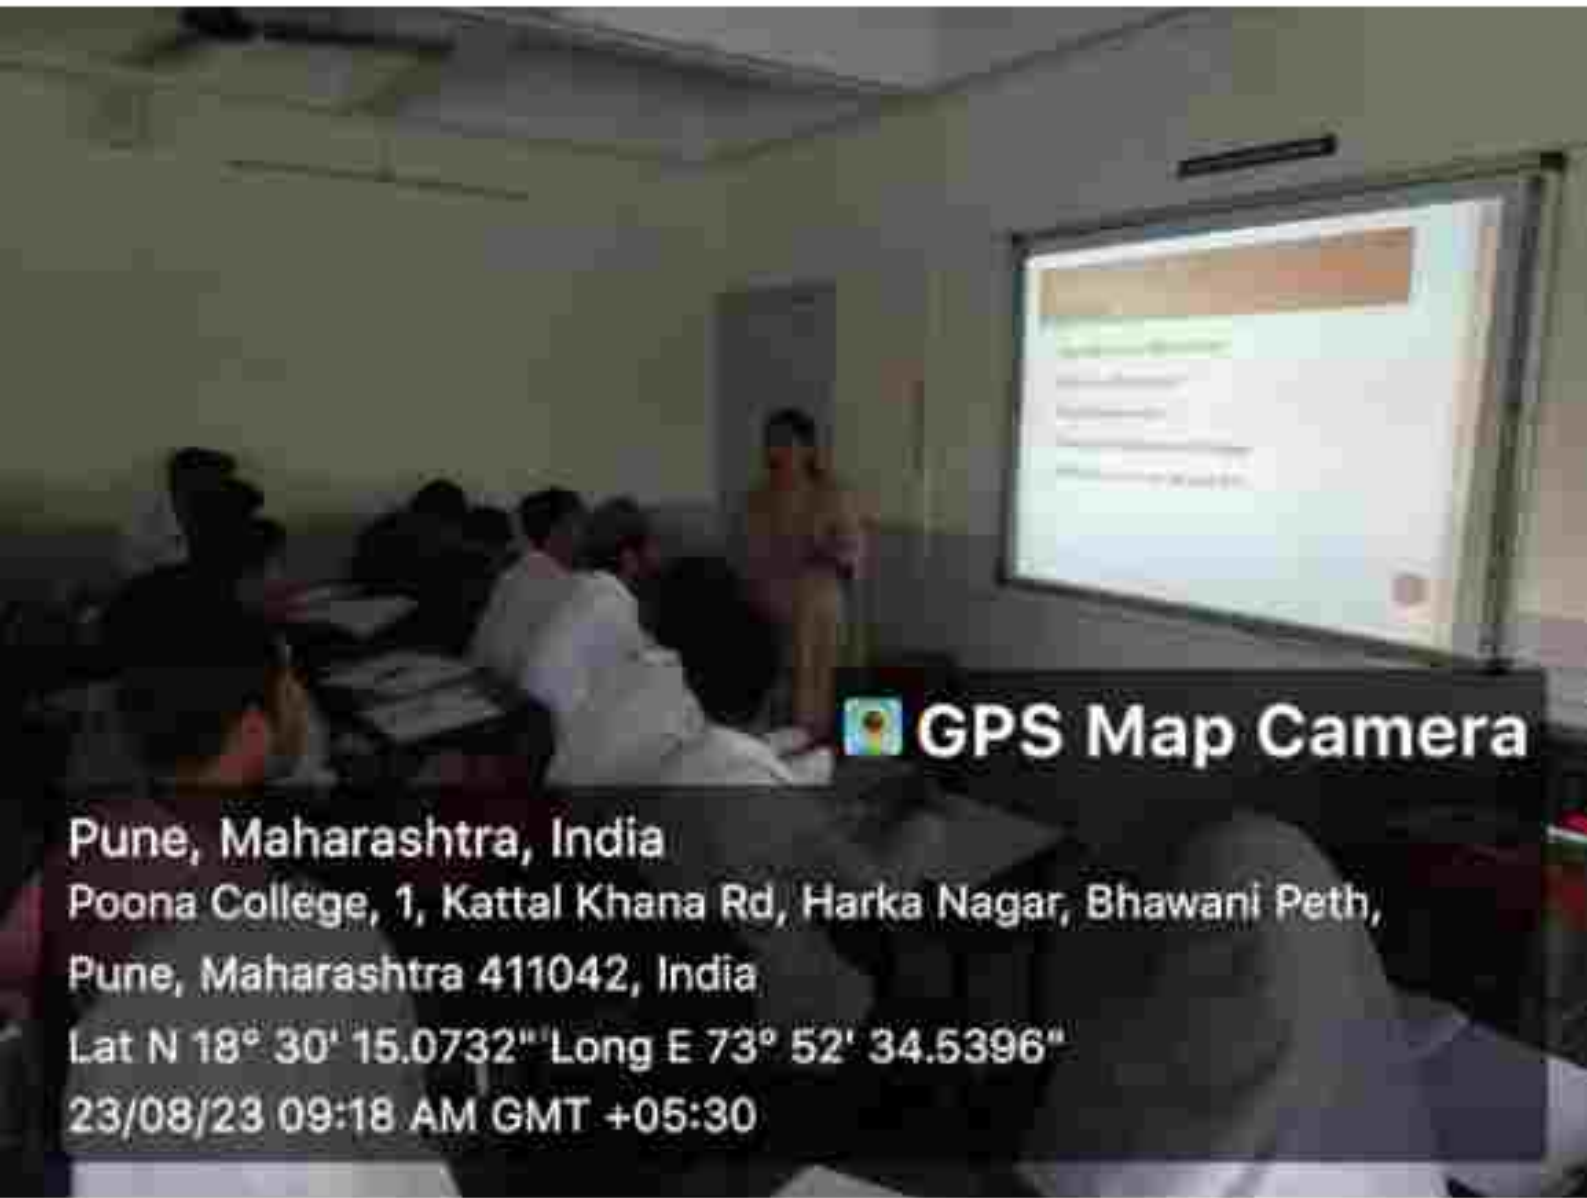 GPS Map Camera
Pune, Maharashtra, India
Poona College, 1, Kattal Khana Rd, Harka Nagar, Bhawani Peth,
Pune, Maharashtra 411042, India
Lat N 18° 30' 15.0732" Long E 73° 52' 34.5396"
23/08/23 09:18 AM GMT +05:30